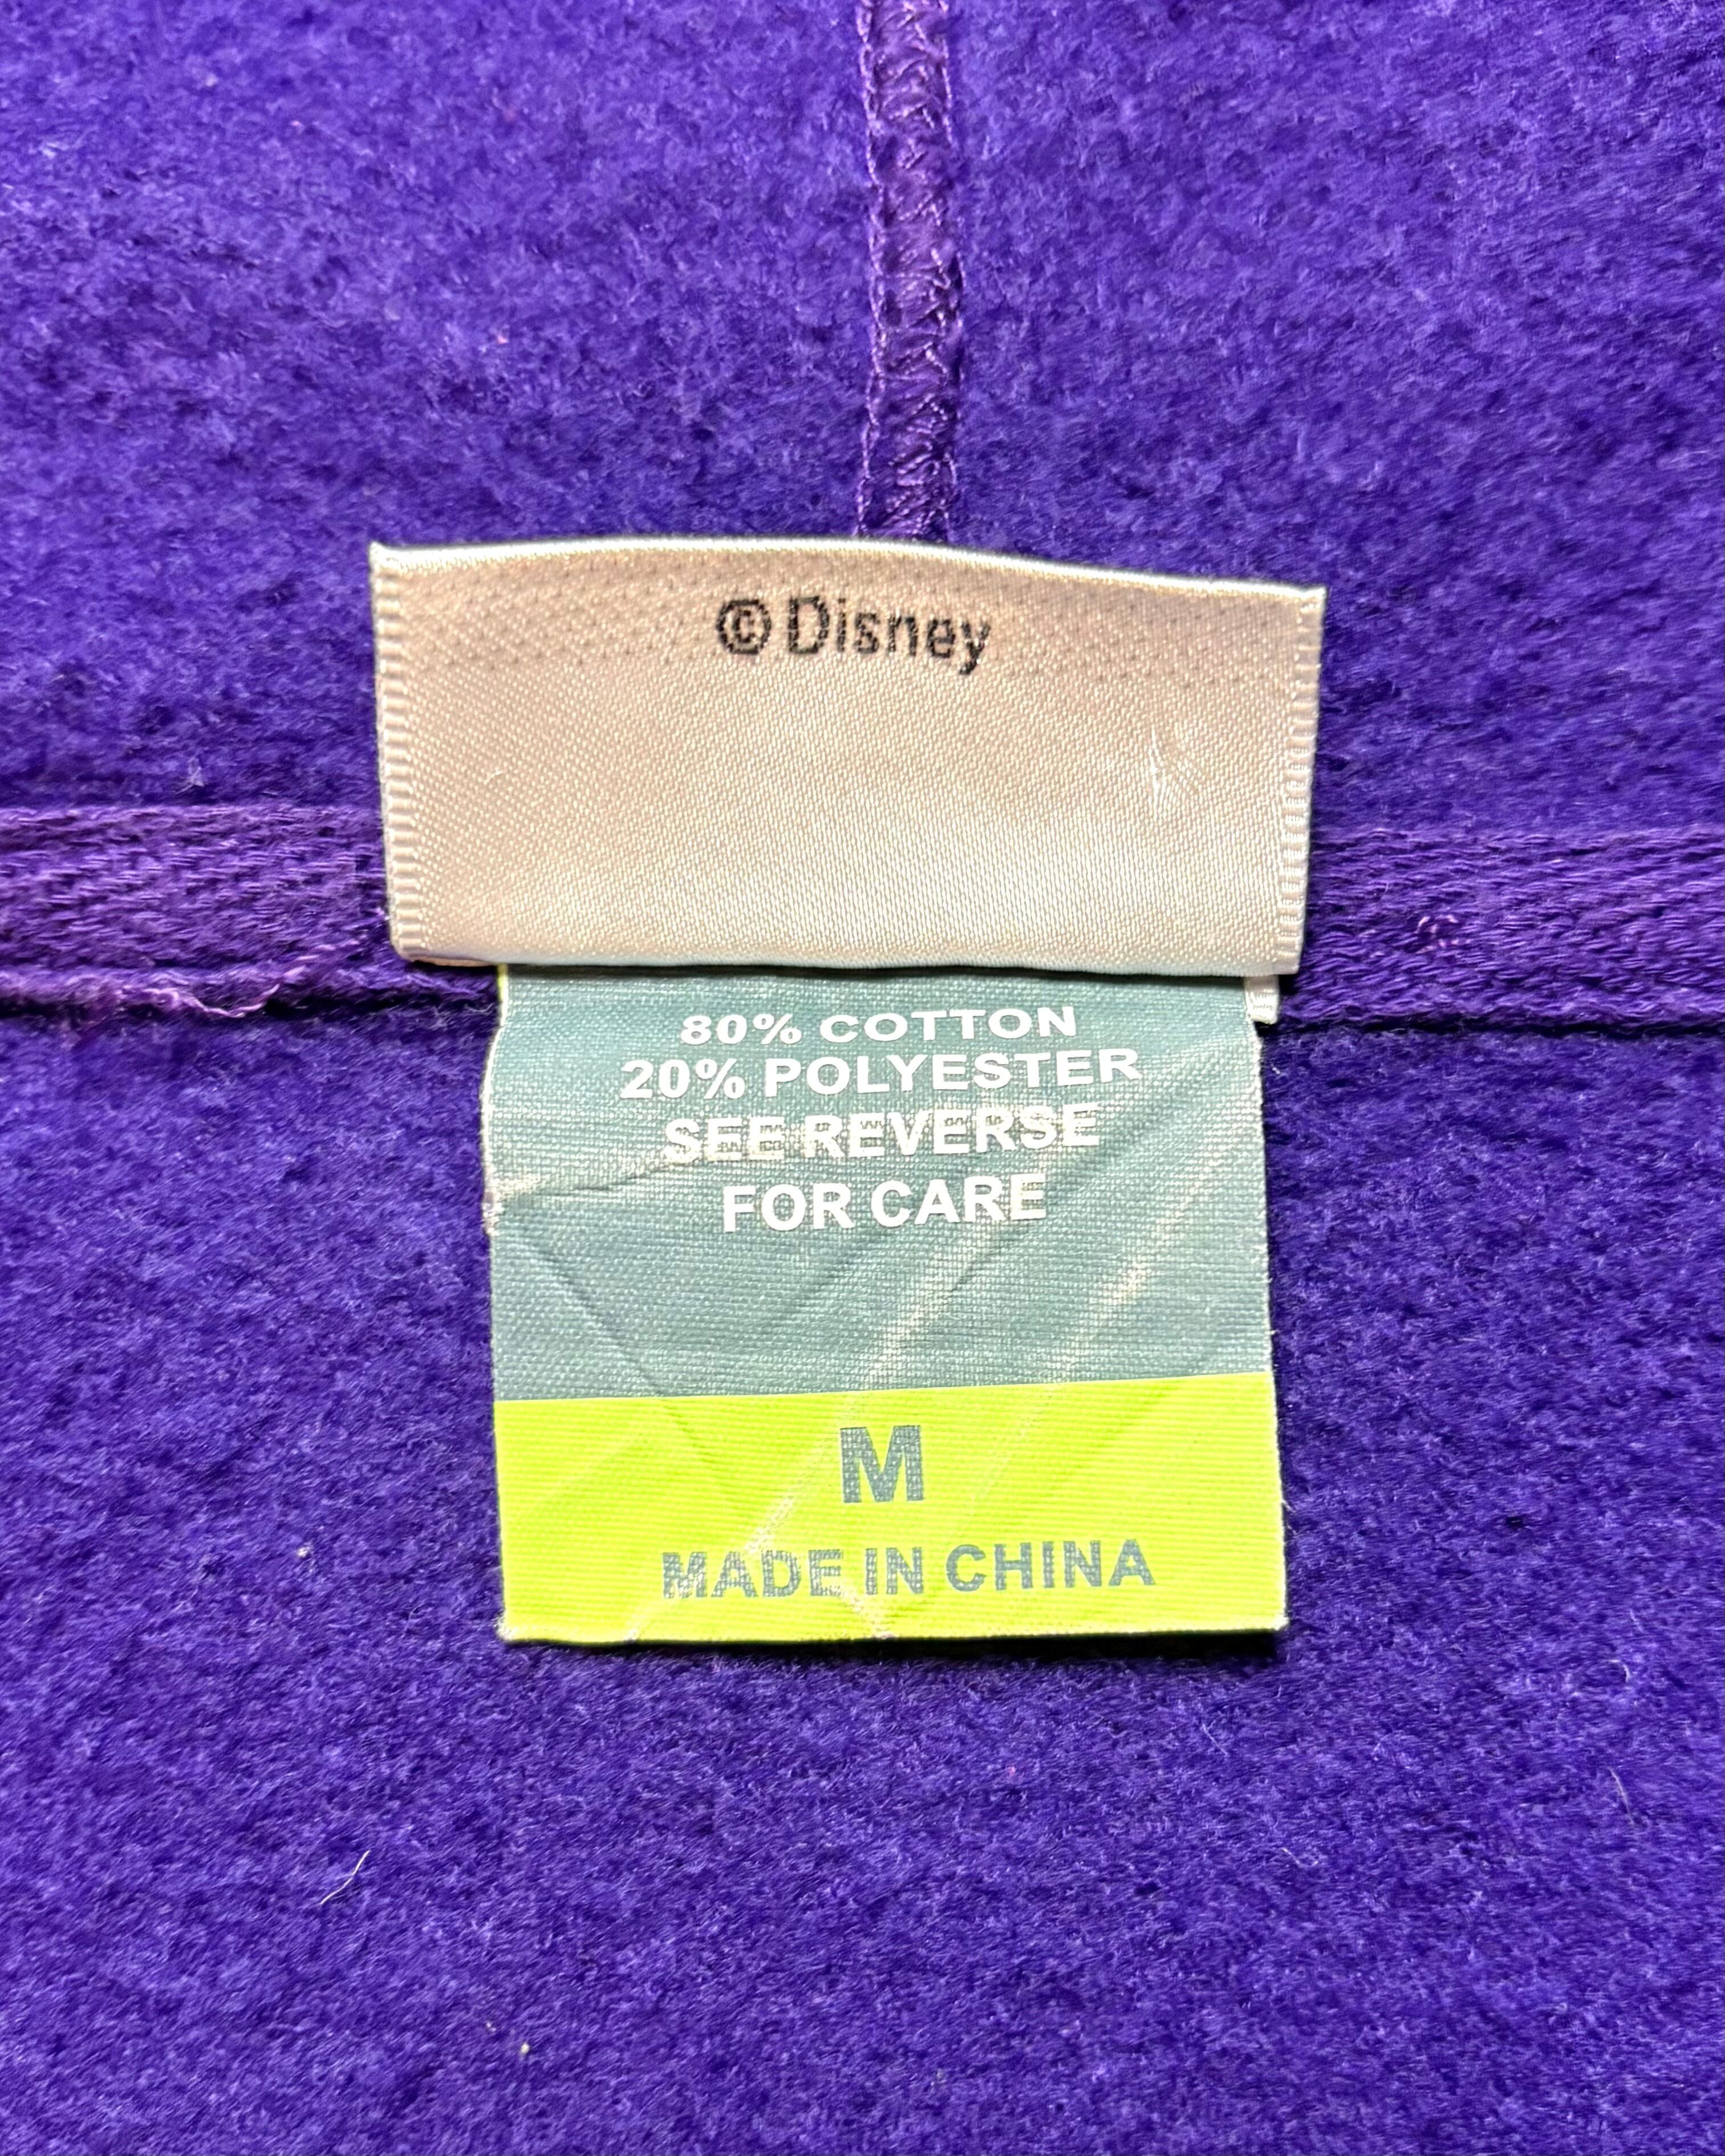 ©Disney
80% COTTON
20% POLYESTER
SEE REVERSE
FOR CARE
M
MADE IN CHINA